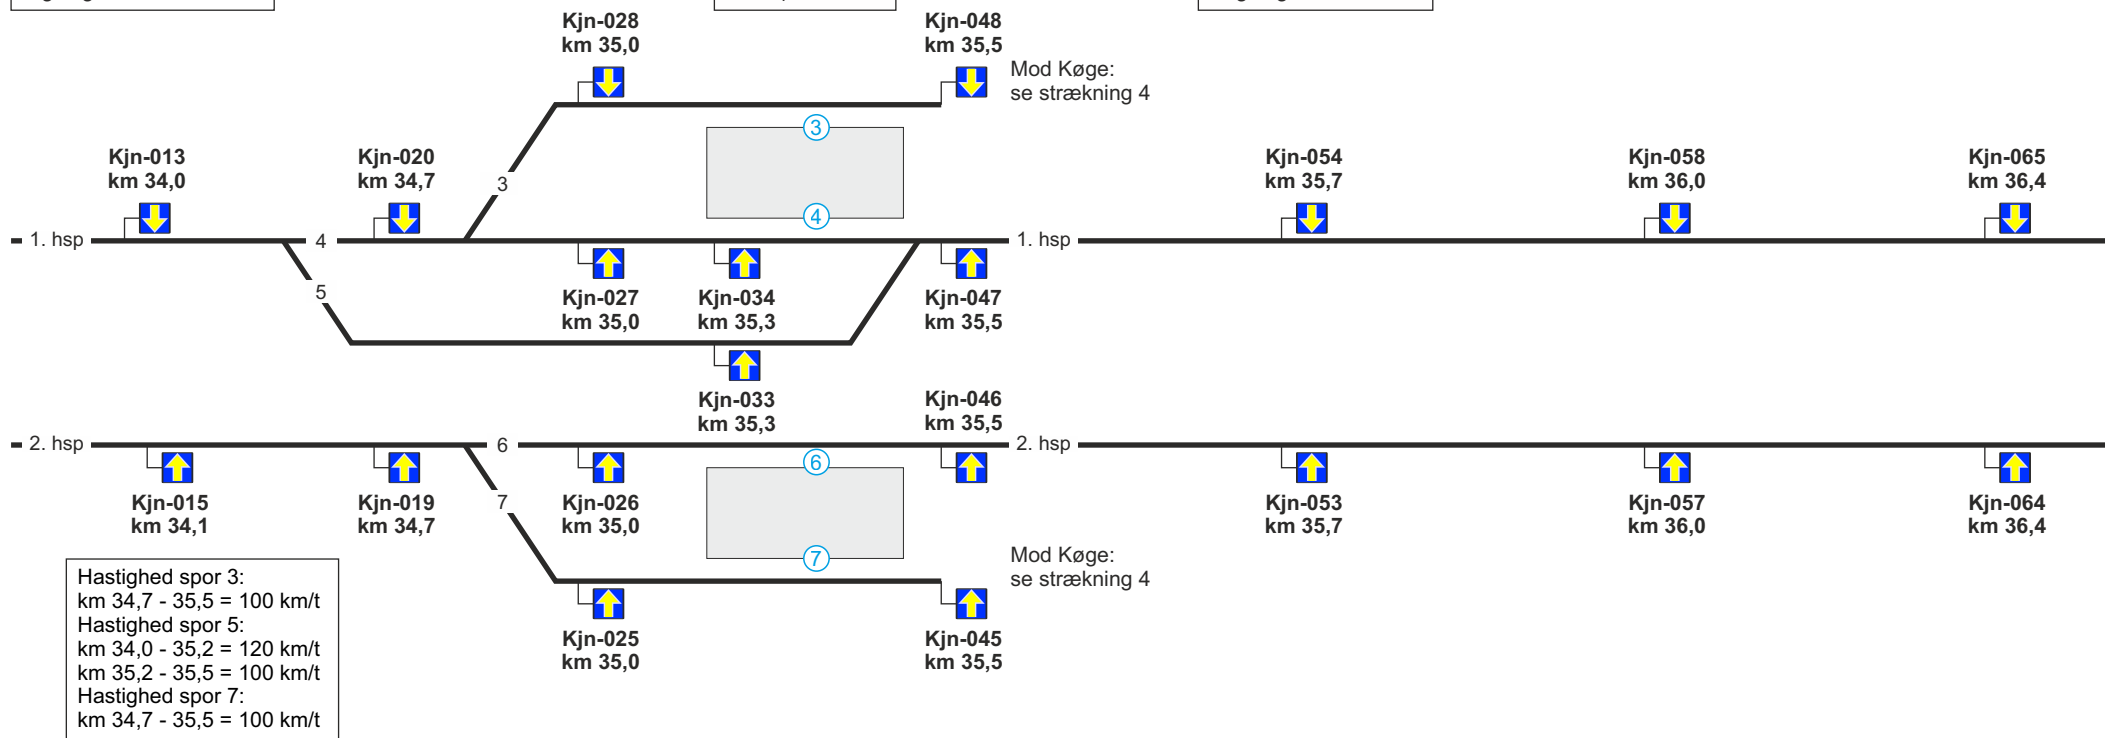 Kjn-028
km 35,0
Kjn-048
km 35,5
Mod Køge:
se strækning 4
3
Kjn-013
km 34,0
Kjn-020
km 34,7
3
4
Kjn-054
km 35,7
Kjn-058
km 36,0
Kjn-065
km 36,4
1. hsp
4
1. hsp
5
Kjn-027
km 35,0
Kjn-034
km 35,3
Kjn-047
km 35,5
Kjn-033
km 35,3
Kjn-046
km 35,5
2. hsp
6
6
2. hsp
7
Kjn-015
km 34,1
Kjn-019
km 34,7
Kjn-026
km 35,0
Kjn-053
km 35,7
Kjn-057
km 36,0
Kjn-064
km 36,4
7
Mod Køge:
se strækning 4
Kjn-025
km 35,0
Kjn-045
km 35,5
Hastighed spor 3:
km 34,7 - 35,5 = 100 km/t
Hastighed spor 5:
km 34,0 - 35,2 = 120 km/t
km 35,2 - 35,5 = 100 km/t
Hastighed spor 7:
km 34,7 - 35,5 = 100 km/t